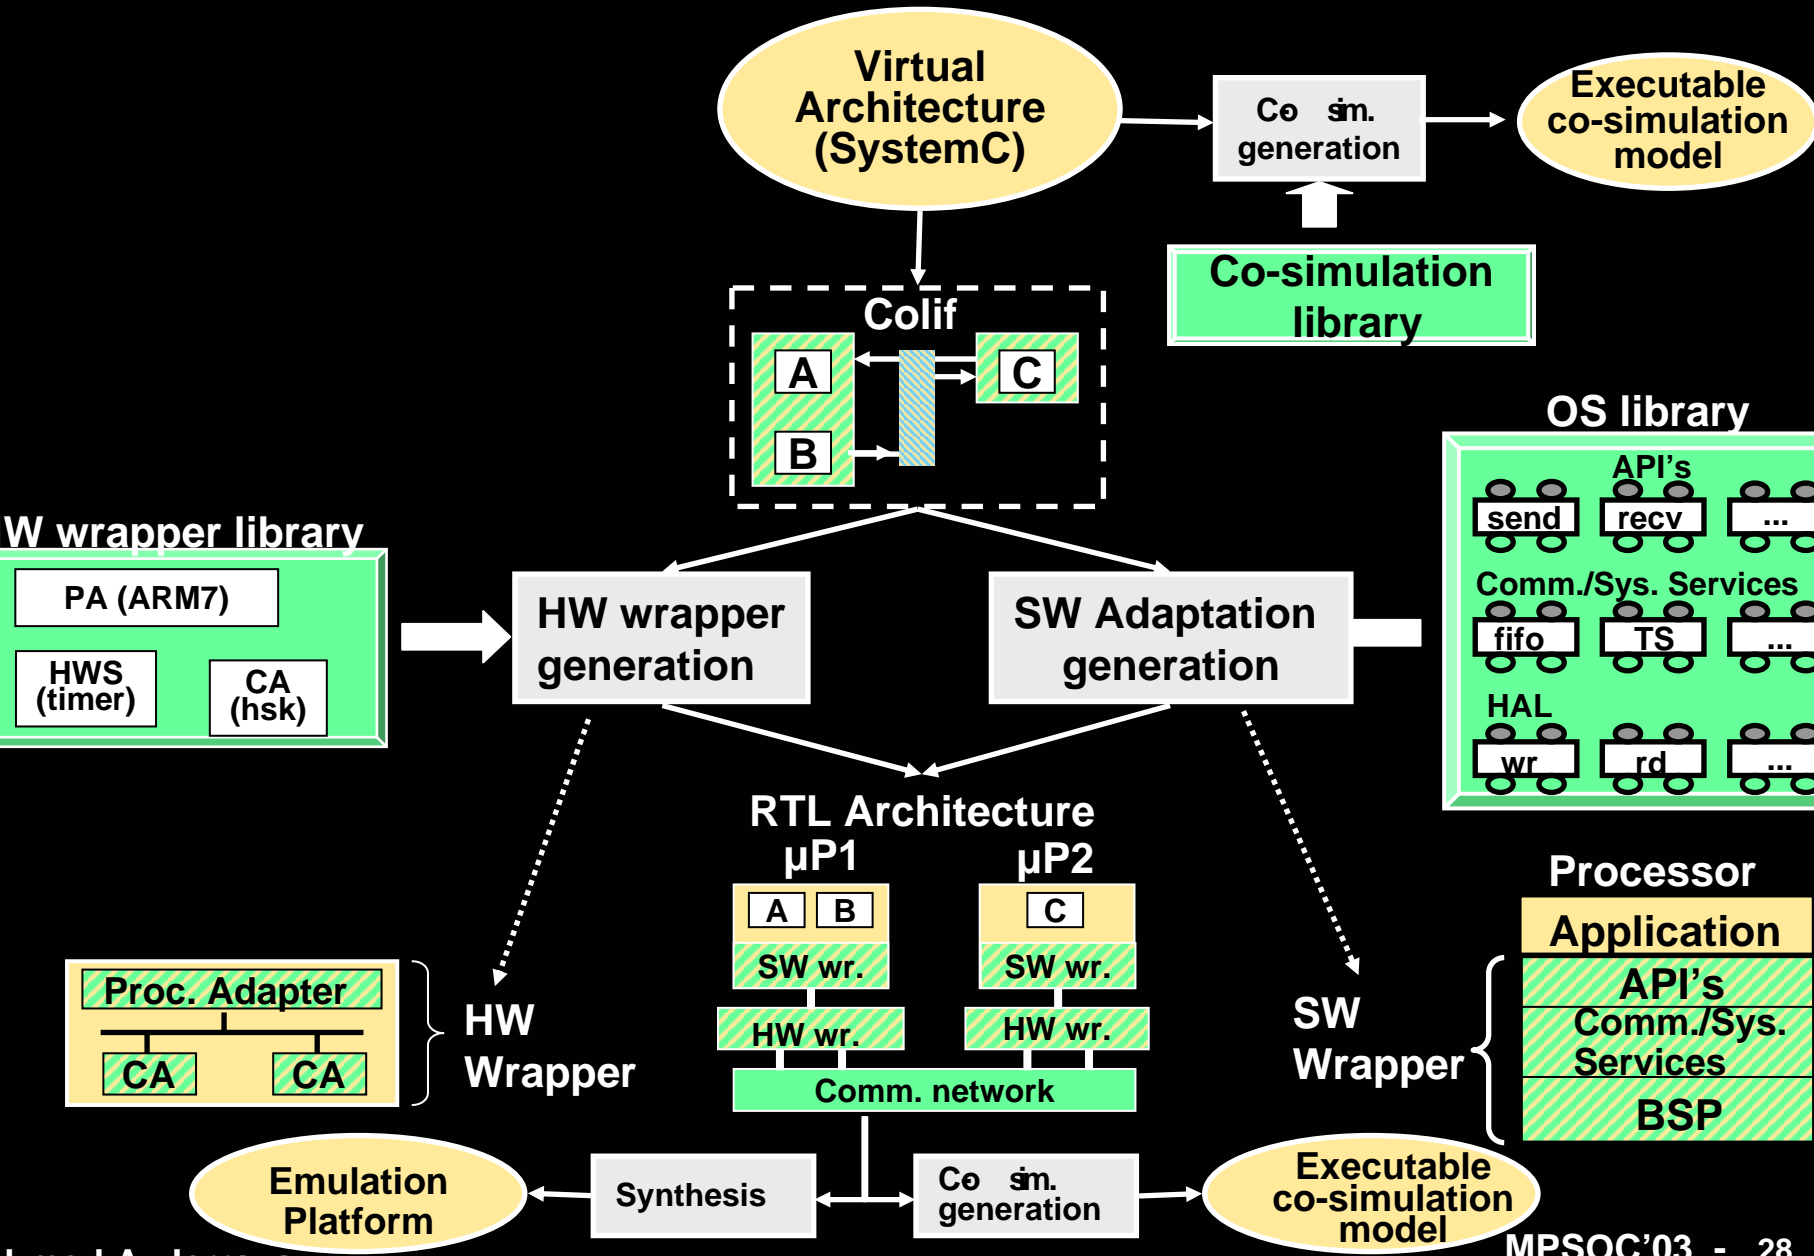 Virtual
Architecture
(SystemC)
Co sim.
generation
Executable
co-simulation
model
Co-simulation
library
Colif
A
C
B
OS library
API's
send
recv
...
Comm./Sys. Services
fifo
TS
...
HAL
wr
rd
...
W wrapper library
PA (ARM7)
HWS
(timer)
CA
(hsk)
HW wrapper
generation
SW Adaptation
generation
RTL Architecture
µP1
µP2
A
B
C
SW wr.
SW wr.
HW wr.
HW wr.
Comm. network
Proc. Adapter
CA
CA
HW
Wrapper
SW
Wrapper
Processor
Application
API's
Comm./Sys.
Services
BSP
Emulation
Platform
Synthesis
Co sim.
generation
Executable
co-simulation
model
MPSOC'03 - 28